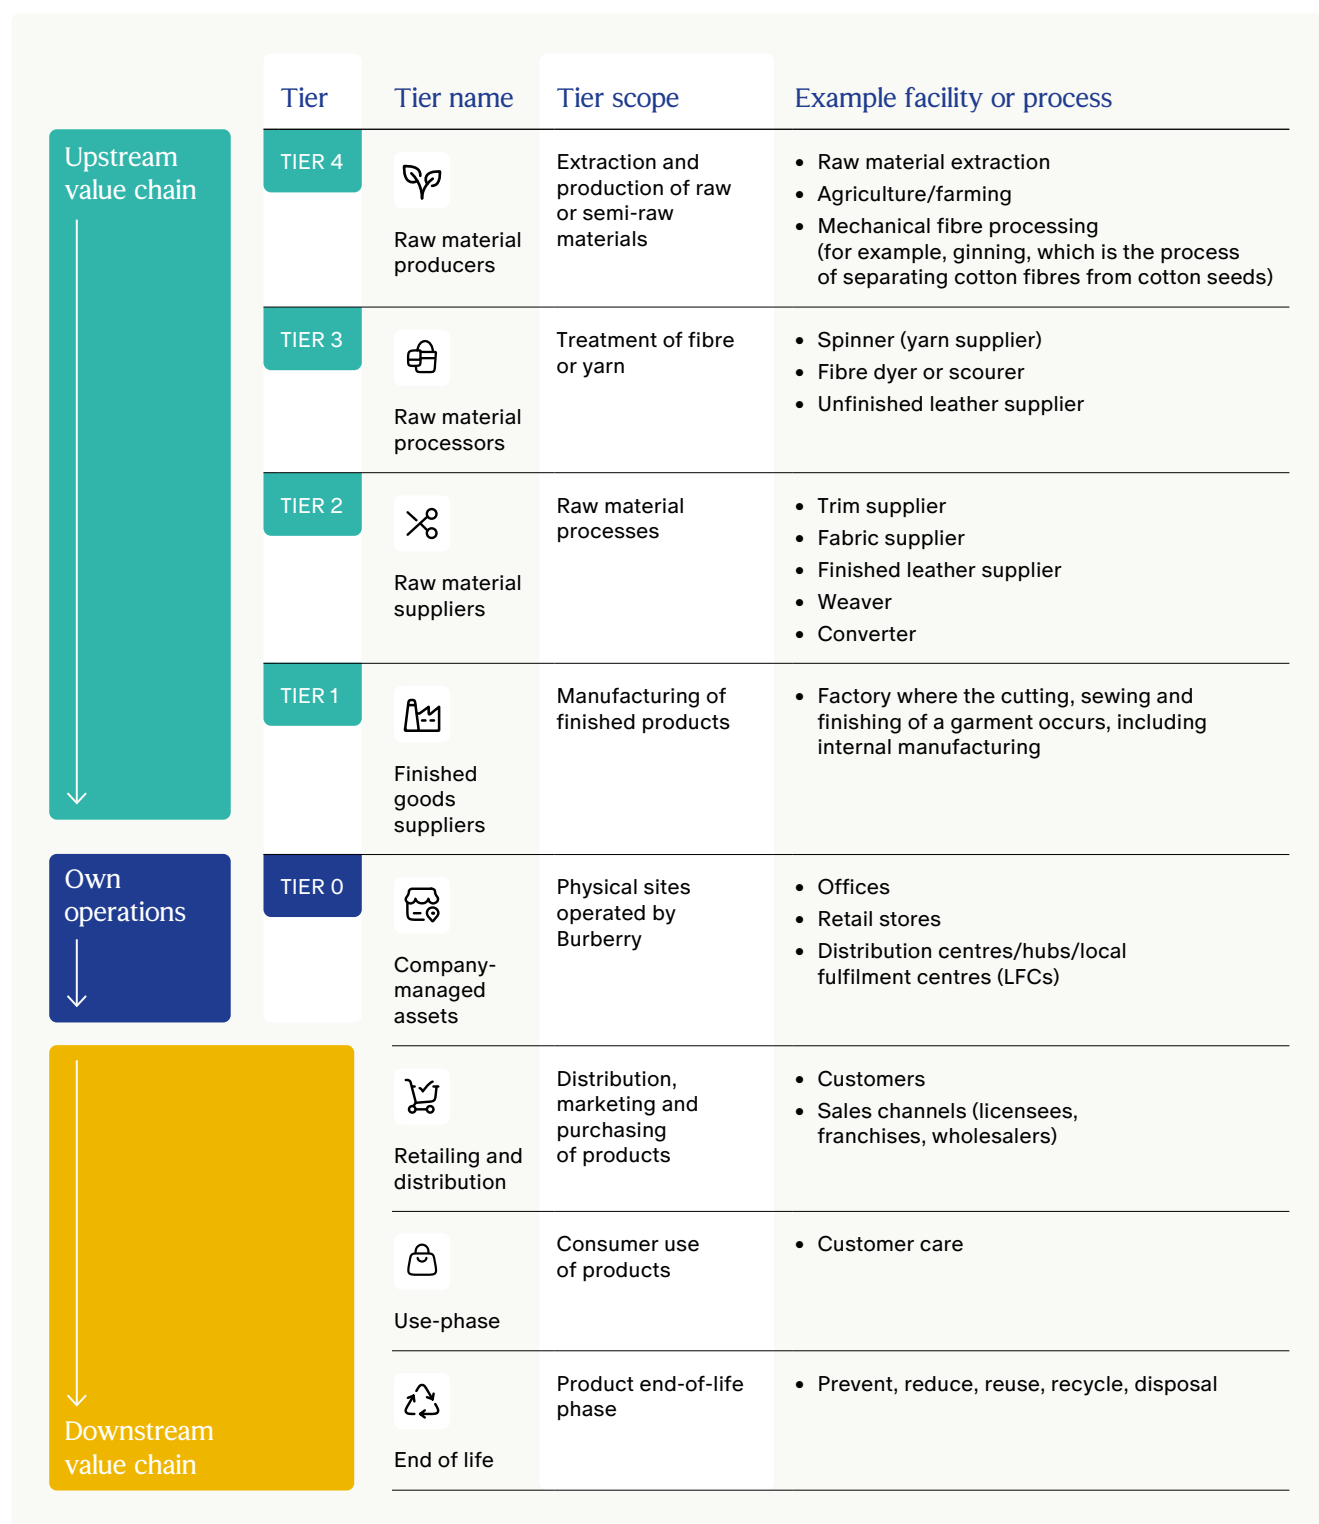 Tier
Tier name
Tier scope
Example facility or process
Upstream
value chain
TIER 4
Raw material
producers
Extraction and
production of raw
or semi-raw
materials
• Raw material extraction
• Agriculture/farming
• Mechanical fibre processing
(for example, ginning, which is the process
of separating cotton fibres from cotton seeds)
TIER 3
Raw material
processors
Treatment of fibre
or yarn
• Spinner (yarn supplier)
• Fibre dyer or scourer
• Unfinished leather supplier
TIER 2
Raw material
suppliers
Raw material
processes
• Trim supplier
• Fabric supplier
• Finished leather supplier
• Weaver
• Converter
TIER 1
Finished
goods
suppliers
Manufacturing of
finished products
• Factory where the cutting, sewing and
finishing of a garment occurs, including
internal manufacturing
Own
operations
TIER 0
Company-
managed
assets
Physical sites
operated by
Burberry
• Offices
• Retail stores
• Distribution centres/hubs/local
fulfilment centres (LFCs)
Retailing and
distribution
Distribution,
marketing and
purchasing
of products
• Customers
• Sales channels (licensees,
franchises, wholesalers)
Use-phase
Consumer use
of products
• Customer care
Downstream
value chain
End of life
Product end-of-life
phase
• Prevent, reduce, reuse, recycle, disposal